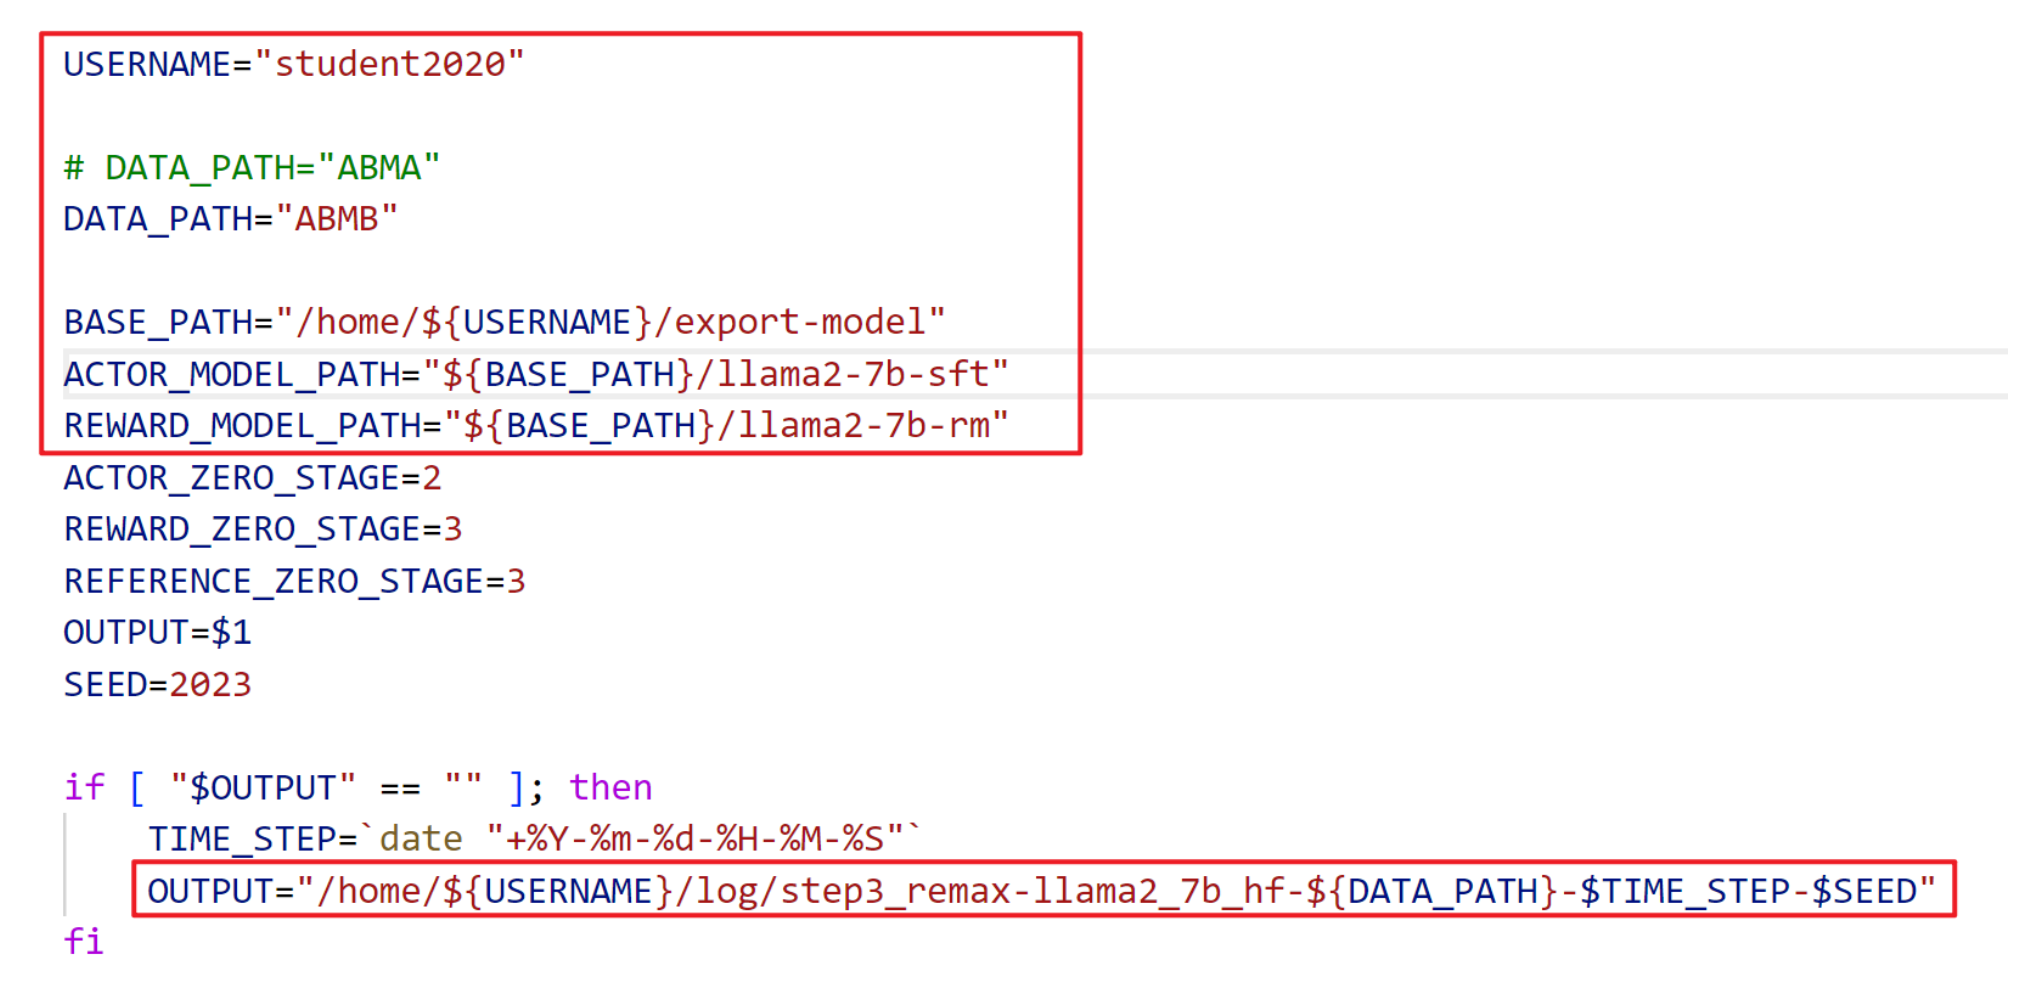 USERNAME="student2020"
# DATA_PATH="ABMA"
DATA_PATH="ABMB"
BASE_PATH="/home/${USERNAME}/export-model"
ACTOR_MODEL_PATH="${BASE_PATH}/llama2-7b-sft"
REWARD_MODEL_PATH="${BASE_PATH}/llama2-7b-rm"
ACTOR_ZERO_STAGE=2
REWARD_ZERO_STAGE=3
REFERENCE_ZERO_STAGE=3
OUTPUT=$1
SEED=2023
if [ "$OUTPUT" == "" ]; then
    TIME_STEP=`date "+%Y-%m-%d-%H-%M-%S"`
    OUTPUT="/home/${USERNAME}/log/step3_remax-llama2_7b_hf-${DATA_PATH}-$TIME_STEP-$SEED"
fi